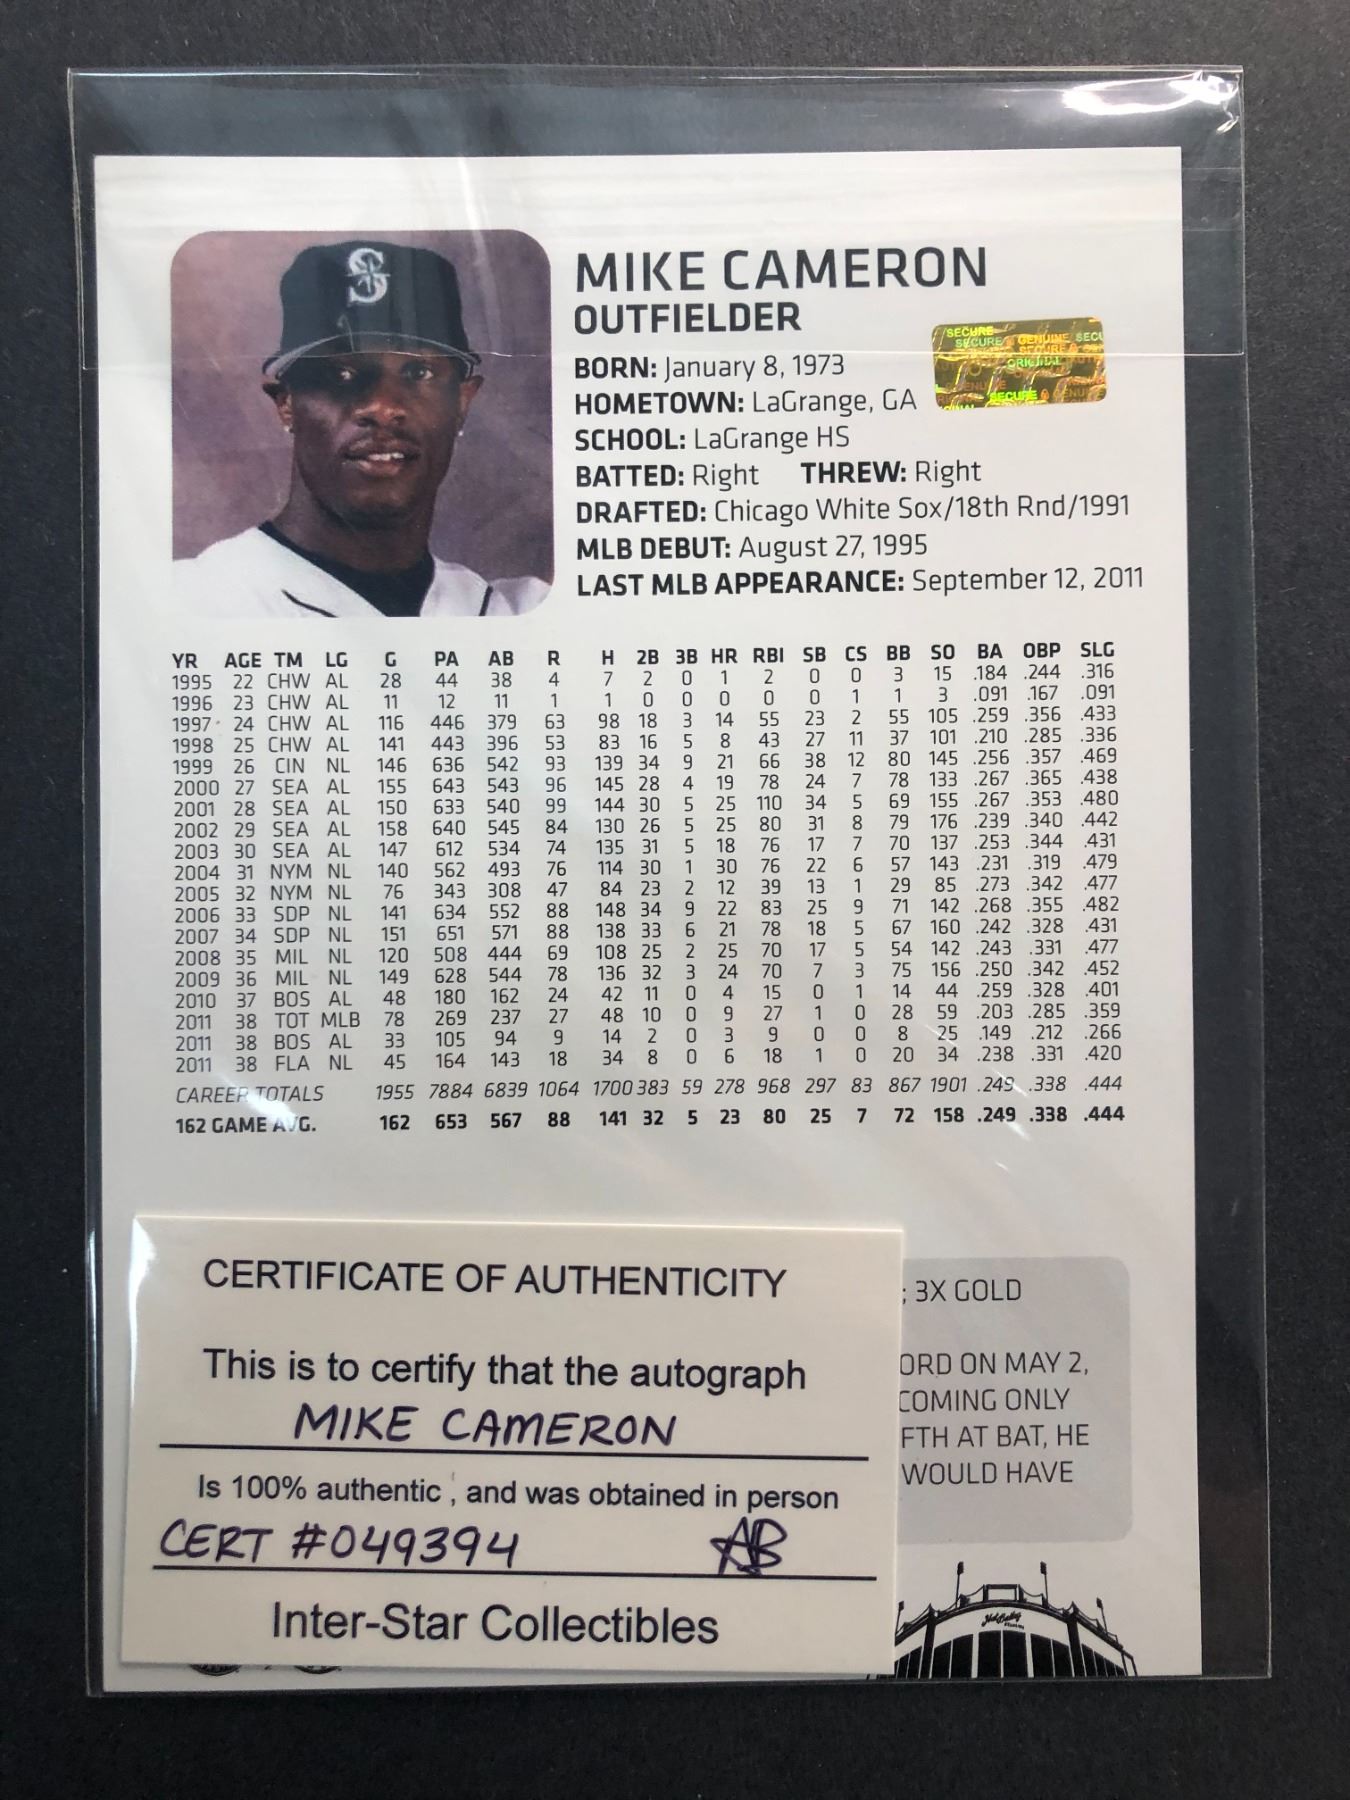 S
MIKE CAMERON
OUTFIELDER
BORN: January 8, 1973
HOMETOWN: LaGrange, GA
SCHOOL: LaGrange HS
BATTED: Right THREW: Right
DRAFTED: Chicago White Sox/18th Rnd/1991
MLB DEBUT: August 27, 1995
LAST MLB APPEARANCE: September 12, 2011
SECURE
SECURE GENUINE SECU
SECURE
ORIGINAL
SECURE GENU
YR AGE TM LG G PA AB R H 2B 3B HR RBI SB CS BB SO BA OBP SLG
1995 22 CHW AL 28 44 38 4 7 2 0 1 2 0 0 3 15 .184 .244 .316
1996 23 CHW AL 11 12 11 1 1 0 0 0 0 0 1 1 3 .091 .167 .091
1997 24 CHW AL 116 446 379 63 98 18 3 14 55 23 2 55 105 .259 .356 .433
1998 25 CHW AL 141 443 396 53 83 16 5 8 43 27 11 37 101 .210 .285 .336
1999 26 CIN NL 146 636 542 93 139 34 9 21 66 38 12 80 145 .256 .357 .469
2000 27 SEA AL 155 643 543 96 145 28 4 19 78 24 7 78 133 .267 .365 .438
2001 28 SEA AL 150 633 540 99 144 30 5 25 110 34 5 69 155 .267 .353 .480
2002 29 SEA AL 158 640 545 84 130 26 5 25 80 31 8 79 176 .239 .340 .442
2003 30 SEA AL 147 612 534 74 135 31 5 18 76 17 7 70 137 .253 .344 .431
2004 31 NYM NL 140 562 493 76 114 30 1 30 76 22 6 57 143 .231 .319 .479
2005 32 NYM NL 76 343 308 47 84 23 2 12 39 13 1 29 85 .273 .342 .477
2006 33 SDP NL 141 634 552 88 148 34 9 22 83 25 9 71 142 .268 .355 .482
2007 34 SDP NL 151 651 571 88 138 33 6 21 78 18 5 67 160 .242 .328 .431
2008 35 MIL NL 120 508 444 69 108 25 2 25 70 17 5 54 142 .243 .331 .477
2009 36 MIL NL 149 628 544 78 136 32 3 24 70 7 3 75 156 .250 .342 .452
2010 37 BOS AL 48 180 162 24 42 11 0 4 15 0 1 14 44 .259 .328 .401
2011 38 TOT MLB 78 269 237 27 48 10 0 9 27 1 0 28 59 .203 .285 .359
2011 38 BOS AL 33 105 94 9 14 2 0 3 9 0 0 8 25 .149 .212 .266
2011 38 FLA NL 45 164 143 18 34 8 0 6 18 1 0 20 34 .238 .331 .420
CAREER TOTALS 1955 7884 6839 1064 1700 383 59 278 968 297 83 867 1901 .249 .338 .444
162 GAME AVG. 162 653 567 88 141 32 5 23 80 25 7 72 158 .249 .338 .444
CERTIFICATE OF AUTHENTICITY
This is to certify that the autograph
MIKE CAMERON
Is 100% authentic , and was obtained in person
CERT #049394 AB
Inter-Star Collectibles
; 3X GOLD
ORD ON MAY 2,
COMING ONLY
FTH AT BAT, HE
WOULD HAVE